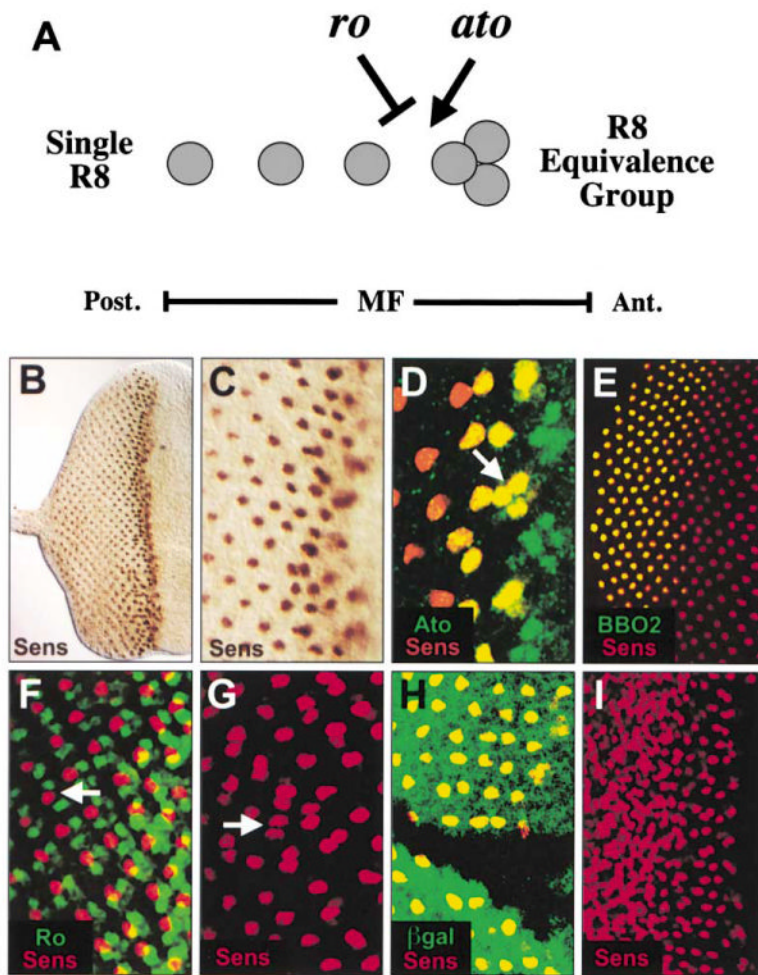 A
ro ato
Single
R8
R8
Equivalence
Group
Post. MF Ant.
B
Sens
C
D
Ato
Sens
E
BBO2
Sens
F
Ro
Sens
G
Sens
H
βgal
Sens
I
Sens